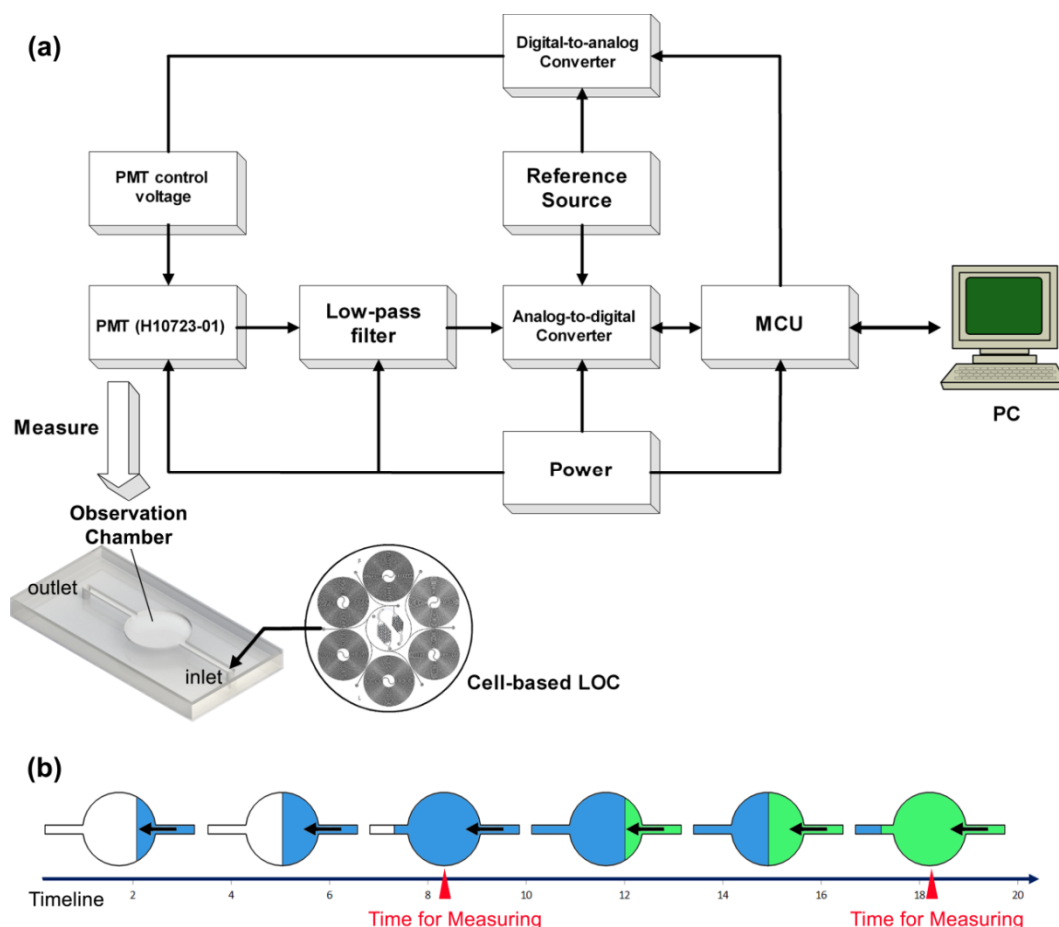 (a)
Digital-to-analog
Converter
PMT control
voltage
Reference
Source
PMT (H10723-01)
Low-pass
filter
Analog-to-digital
Converter
MCU
PC
Measure
Power
Observation
Chamber
outlet
inlet
Cell-based LOC
(b)
Timeline
2
4
6
8
10
12
14
16
18
20
Time for Measuring
Time for Measuring